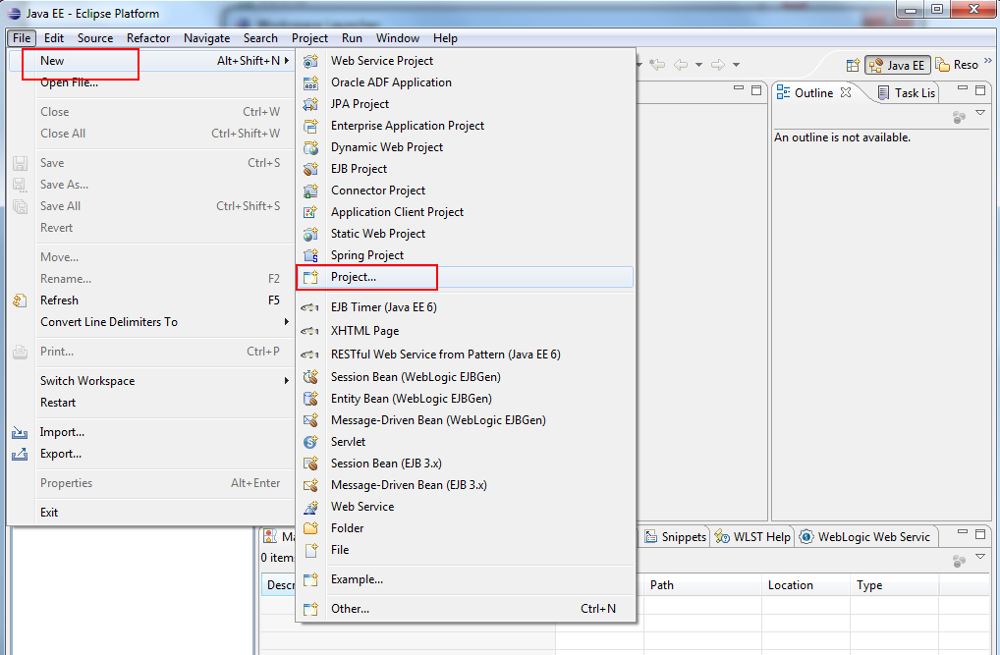 Java EE - Eclipse Platform
File Edit Source Refactor Navigate Search Project Run Window Help
New Alt+Shift+N
Open File...
Close Ctrl+W
Close All Ctrl+Shift+W
Save Ctrl+S
Save As...
Save All Ctrl+Shift+S
Revert
Move...
Rename... F2
Refresh F5
Convert Line Delimiters To
Print... Ctrl+P
Switch Workspace
Restart
Import...
Export...
Properties Alt+Enter
Exit
Web Service Project
Oracle ADF Application
JPA Project
Enterprise Application Project
Dynamic Web Project
EJB Project
Connector Project
Application Client Project
Static Web Project
Spring Project
Project...
EJB Timer (Java EE 6)
XHTML Page
RESTful Web Service from Pattern (Java EE 6)
Session Bean (WebLogic EJBGen)
Entity Bean (WebLogic EJBGen)
Message-Driven Bean (WebLogic EJBGen)
Servlet
Session Bean (EJB 3.x)
Message-Driven Bean (EJB 3.x)
Web Service
Folder
File
Example...
Other... Ctrl+N
Java EE Reso
Outline Task Lis
An outline is not available.
Ma Snippets WLST Help WebLogic Web Servic
0 item
Descr Path Location Type